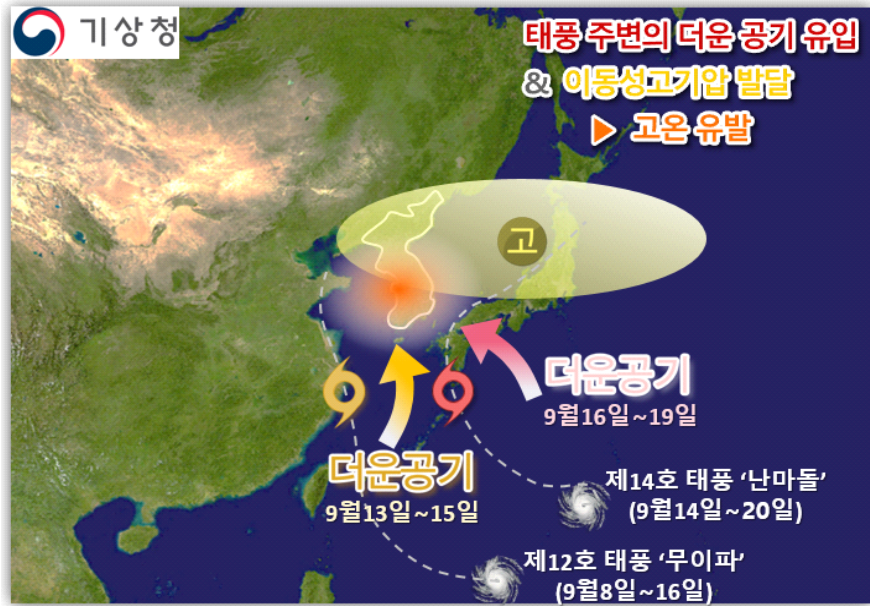 기상청
태풍 주변의 더운 공기 유입
& 이동성고기압 발달
▶ 고온 유발
고
더운공기
9월16일~19일
더운공기
9월13일~15일
제14호 태풍 ‘난마돌’
(9월14일~20일)
제12호 태풍 ‘무이파’
(9월8일~16일)